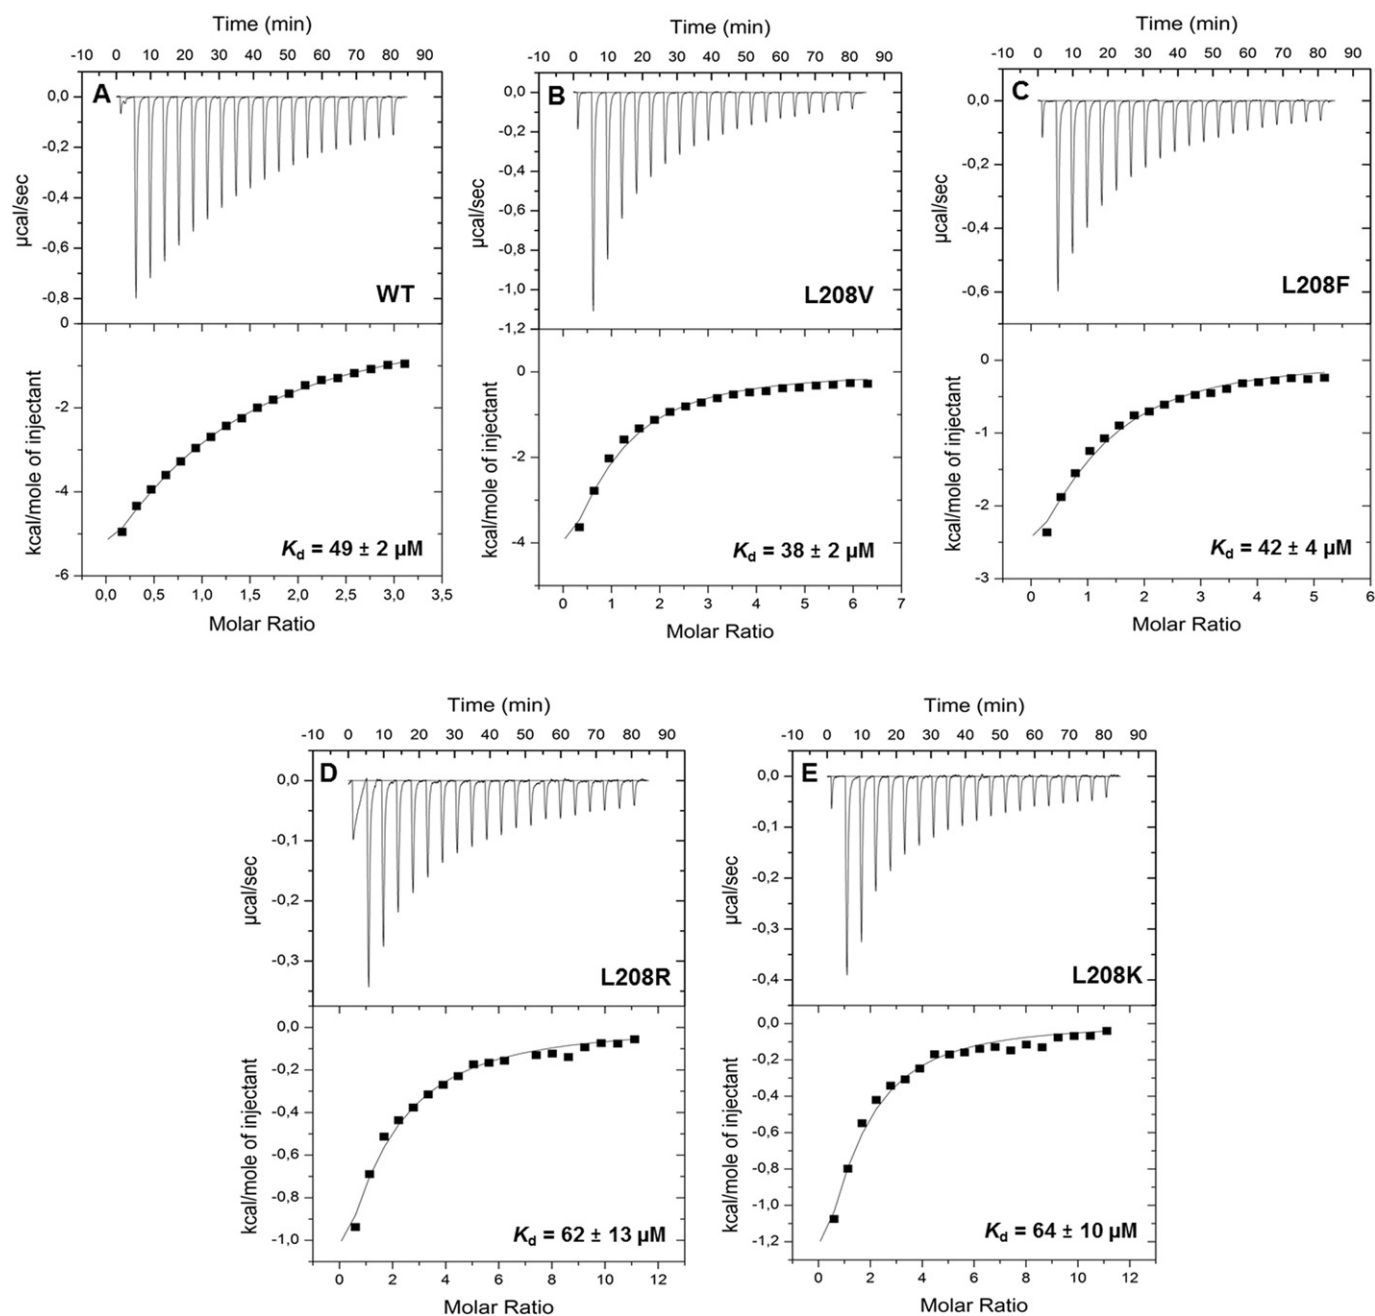 Time (min)
-10 0 10 20 30 40 50 60 70 80 90
A
0,0
-0,2
-0,4
-0,6
-0,8
µcal/sec
WT
0
-2
-4
-6
kcal/mole of injectant
Kd = 49 ± 2 µM
0,0 0,5 1,0 1,5 2,0 2,5 3,0 3,5
Molar Ratio
Time (min)
-10 0 10 20 30 40 50 60 70 80 90
B
0,0
-0,2
-0,4
-0,6
-0,8
-1,0
-1,2
µcal/sec
L208V
0
-2
-4
kcal/mole of injectant
Kd = 38 ± 2 µM
0 1 2 3 4 5 6 7
Molar Ratio
Time (min)
-10 0 10 20 30 40 50 60 70 80 90
C
0,0
-0,2
-0,4
-0,6
µcal/sec
L208F
0
-1
-2
-3
kcal/mole of injectant
Kd = 42 ± 4 µM
0 1 2 3 4 5 6
Molar Ratio
Time (min)
-10 0 10 20 30 40 50 60 70 80 90
D
0,0
-0,1
-0,2
-0,3
µcal/sec
L208R
0,0
-0,2
-0,4
-0,6
-0,8
-1,0
kcal/mole of injectant
Kd = 62 ± 13 µM
0 2 4 6 8 10 12
Molar Ratio
Time (min)
-10 0 10 20 30 40 50 60 70 80 90
E
0,0
-0,1
-0,2
-0,3
-0,4
µcal/sec
L208K
0,0
-0,2
-0,4
-0,6
-0,8
-1,0
-1,2
kcal/mole of injectant
Kd = 64 ± 10 µM
0 2 4 6 8 10 12
Molar Ratio